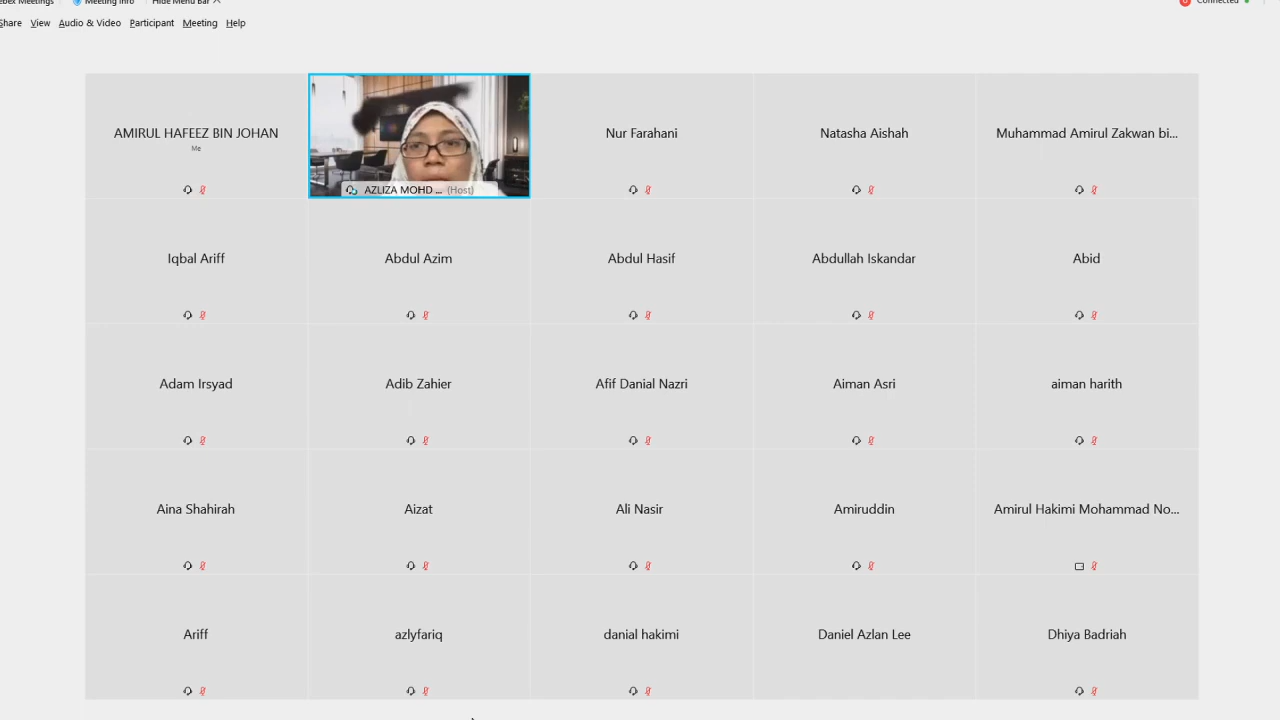 ebex Meetings Meeting Info Hide Menu Bar Connected
Share View Audio & Video Participant Meeting Help
AMIRUL HAFEEZ BIN JOHAN
Me
AZLIZA MOHD ... (Host)
Nur Farahani
Natasha Aishah
Muhammad Amirul Zakwan bi...
Iqbal Ariff
Abdul Azim
Abdul Hasif
Abdullah Iskandar
Abid
Adam Irsyad
Adib Zahier
Afif Danial Nazri
Aiman Asri
aiman harith
Aina Shahirah
Aizat
Ali Nasir
Amiruddin
Amirul Hakimi Mohammad No...
Ariff
azlyfariq
danial hakimi
Daniel Azlan Lee
Dhiya Badriah